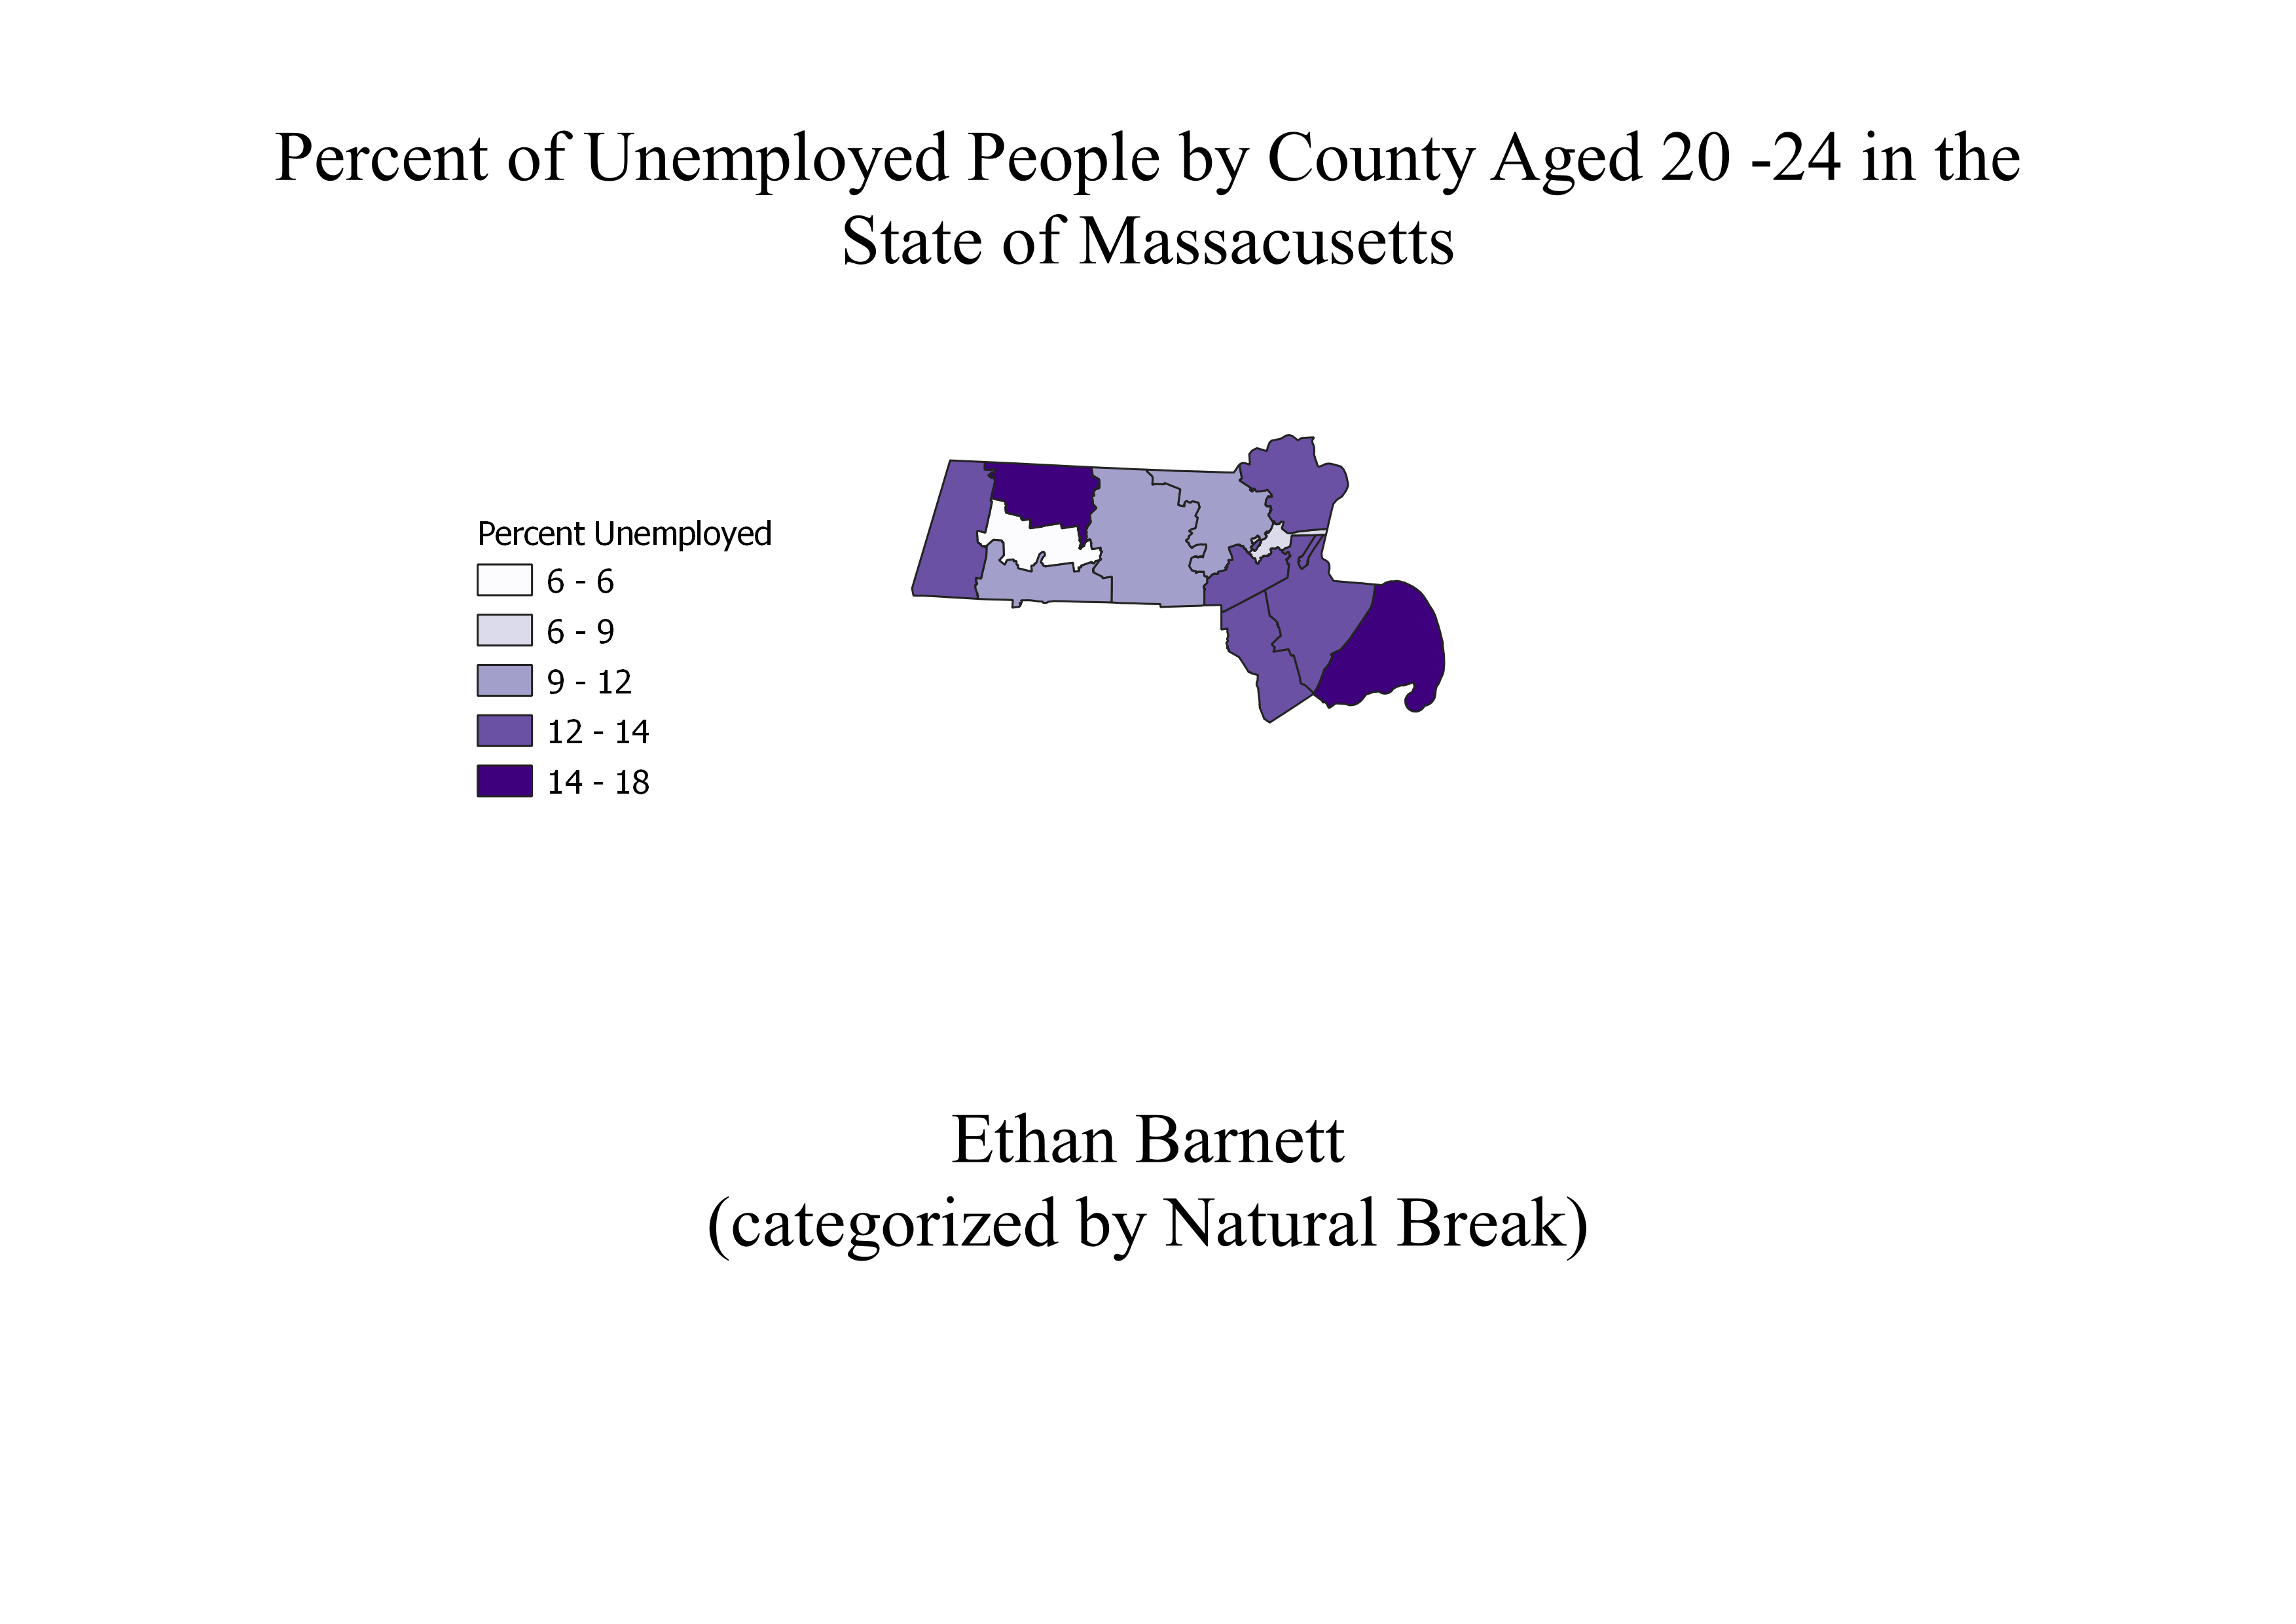 Percent of Unemployed People by County Aged 20 -24 in the
State of Massacusetts
Percent Unemployed
6 - 6
6 - 9
9 - 12
12 - 14
14 - 18
Ethan Barnett
(categorized by Natural Break)